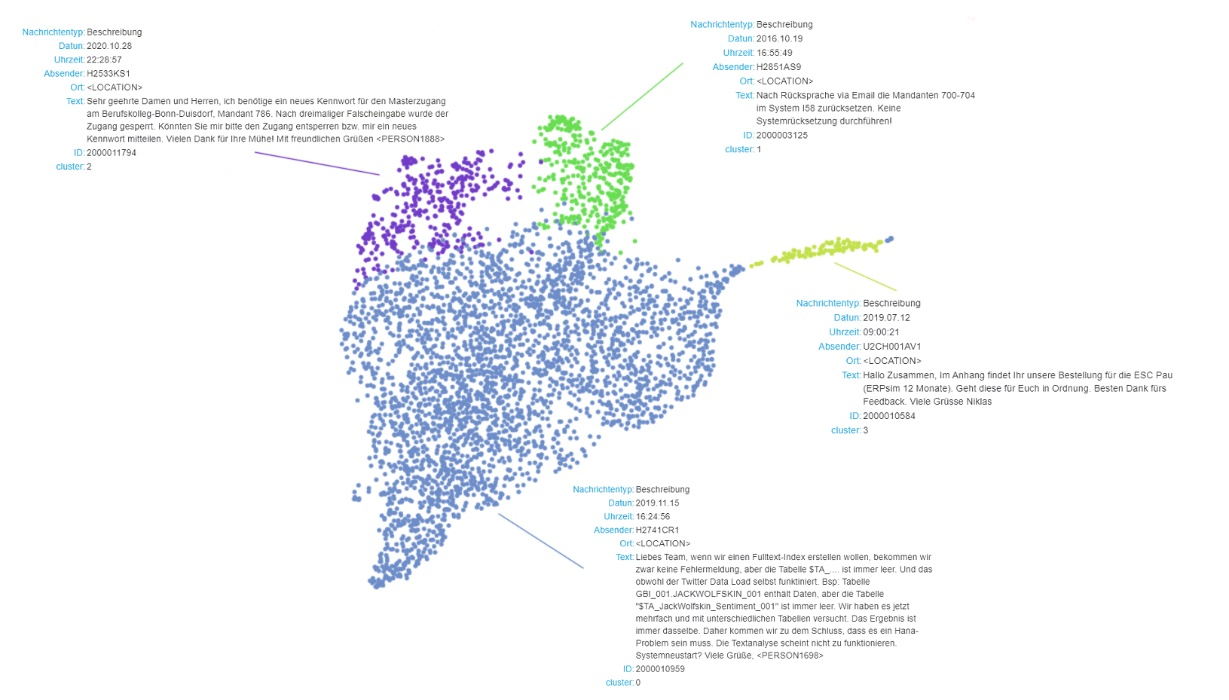 Nachrichtentyp: Beschreibung
Datun: 2020.10.28
Uhrzeit: 22:28:57
Absender: H2533KS1
Ort: <LOCATION>
Text: Sehr geehrte Damen und Herren, ich benötige ein neues Kennwort für den Masterzugang
am Berufskolleg-Bonn-Duisdorf, Mandant 786. Nach dreimaliger Falscheingabe wurde der
Zugang gesperrt. Könnten Sie mir bitte den Zugang entsperren bzw. mir ein neues
Kennwort mitteilen. Vielen Dank für Ihre Mühe! Mit freundlichen Grüßen <PERSON1888>
ID: 2000011794
cluster: 2
Nachrichtentyp: Beschreibung
Datun: 2016.10.19
Uhrzeit: 16:55:49
Absender: H2851AS9
Ort: <LOCATION>
Text: Nach Rücksprache via Email die Mandanten 700-704
im System I58 zurücksetzen. Keine
Systemrücksetzung durchführen!
ID: 2000003125
cluster: 1
Nachrichtentyp: Beschreibung
Datun: 2019.07.12
Uhrzeit: 09:00:21
Absender: U2CH001AV1
Ort: <LOCATION>
Text: Hallo Zusammen, Im Anhang findet Ihr unsere Bestellung für die ESC Pau
(ERPsim 12 Monate). Geht diese für Euch in Ordnung. Besten Dank fürs
Feedback. Viele Grüsse Niklas
ID: 2000010584
cluster: 3
Nachrichtentyp: Beschreibung
Datun: 2019.11.15
Uhrzeit: 16:24:56
Absender: H2741CR1
Ort: <LOCATION>
Text: Liebes Team, wenn wir einen Fulltext-Index erstellen wollen, bekommen wir
zwar keine Fehlermeldung, aber die Tabelle $TA_.... ist immer leer. Und das
obwohl der Twitter Data Load selbst funktiniert. Bsp: Tabelle
GBI_001.JACKWOLFSKIN_001 enthält Daten, aber die Tabelle
"$TA_JackWolfskin_Sentiment_001" ist immer leer. Wir haben es jetzt
mehrfach und mit unterschiedlichen Tabellen versucht. Das Ergebnis ist
immer dasselbe. Daher kommen wir zu dem Schluss, dass es ein Hana-
Problem sein muss. Die Textanalyse scheint nicht zu funktionieren.
Systemneustart? Viele Grüße, <PERSON1698>
ID: 2000010959
cluster: 0